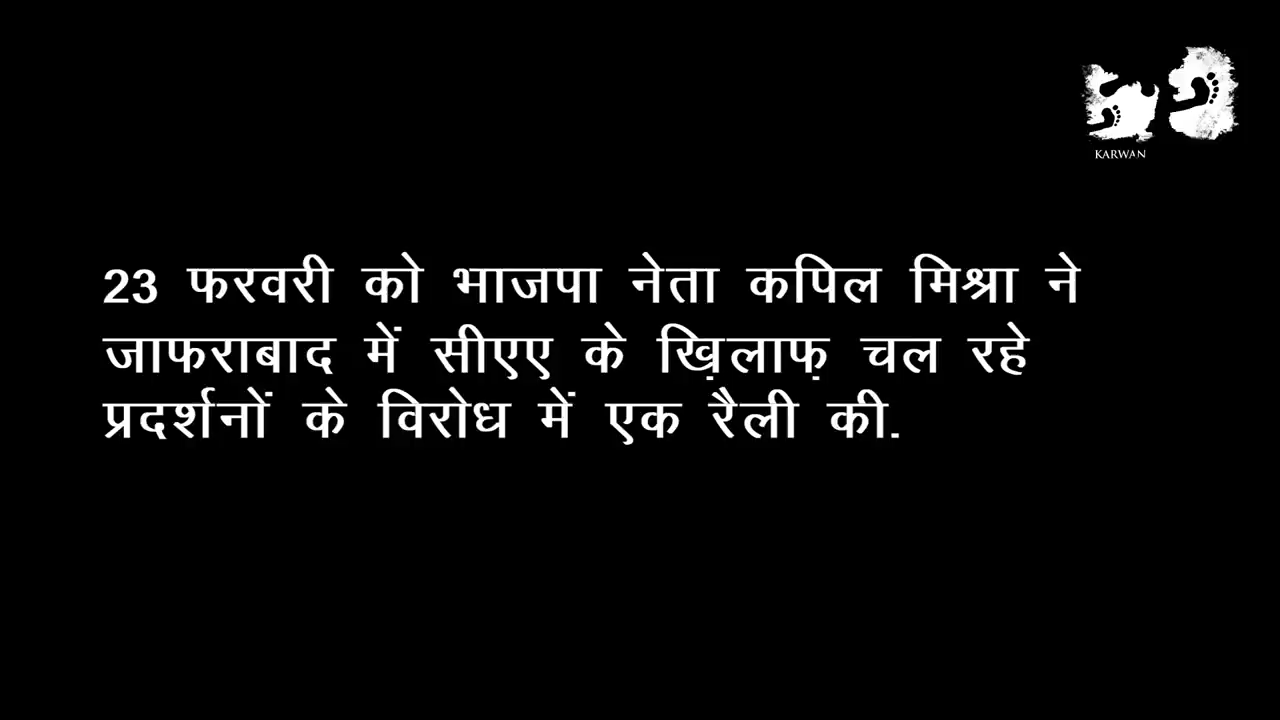 KARWAN
23 फरवरी को भाजपा नेता कपिल मिश्रा ने
जाफराबाद में सीएए के ख़िलाफ़ चल रहे
प्रदर्शनों के विरोध में एक रैली की.